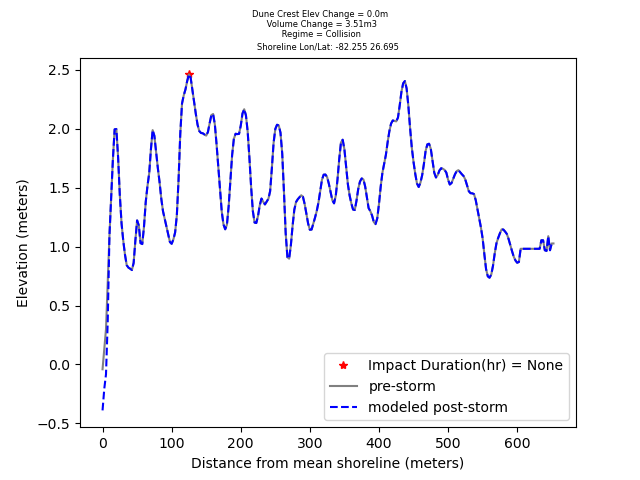 Dune Crest Elev Change = 0.0m
Volume Change = 3.51m3
Regime = Collision
Shoreline Lon/Lat: -82.255 26.695
2.5
2.0
1.5
1.0
0.5
0.0
−0.5
Elevation (meters)
Impact Duration(hr) = None
pre-storm
modeled post-storm
0 100 200 300 400 500 600
Distance from mean shoreline (meters)